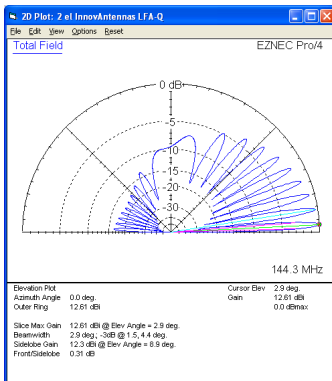 2D Plot: 2 el InnovAntennas LFA-Q
File Edit View Options Reset
Total Field
EZNEC Pro/4
0 dB
-5
-10
-15
-20
-30
144.3 MHz
Elevation Plot
Azimuth Angle 0.0 deg.
Outer Ring 12.61 dBi
Cursor Elev 2.9 deg.
Gain 12.61 dBi
0.0 dBmax
Slice Max Gain 12.61 dBi @ Elev Angle = 2.9 deg.
Beamwidth 2.9 deg.; -3dB @ 1.5, 4.4 deg.
Sidelobe Gain 12.3 dBi @ Elev Angle = 8.9 deg.
Front/Sidelobe 0.31 dB